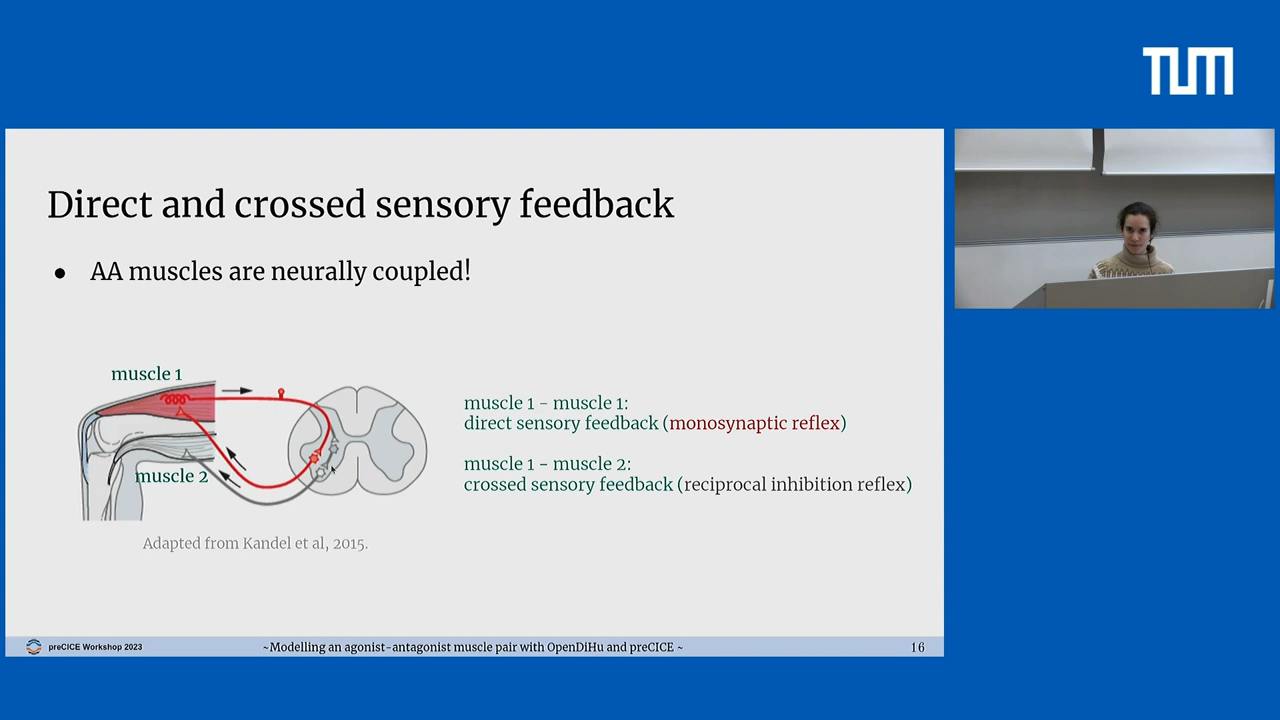 TUM
Direct and crossed sensory feedback
● AA muscles are neurally coupled!
muscle 1
muscle 2
Adapted from Kandel et al, 2015.
muscle 1 - muscle 1:
direct sensory feedback (monosynaptic reflex)
muscle 1 - muscle 2:
crossed sensory feedback (reciprocal inhibition reflex)
preCICE Workshop 2023
~Modelling an agonist-antagonist muscle pair with OpenDiHu and preCICE ~
16